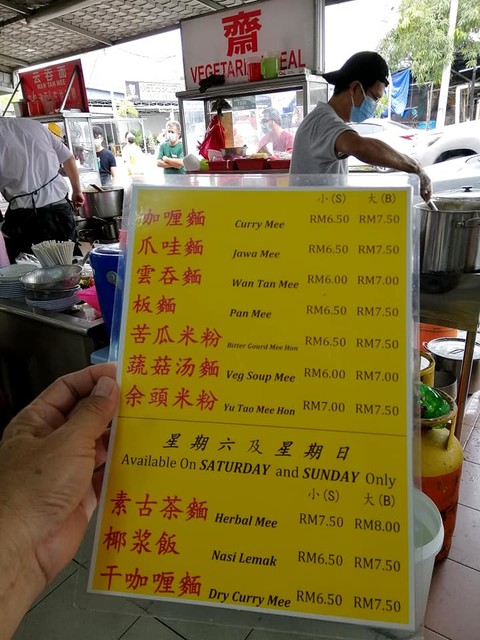 齋
VEGETARI EAL
云吞面
WAN TAN MEE
小(S) 大(B)
咖喱麵 Curry Mee RM6.50 RM7.50
爪哇麵 Jawa Mee RM6.50 RM7.50
雲吞麵 Wan Tan Mee RM6.00 RM7.00
板麵 Pan Mee RM6.50 RM7.50
苦瓜米粉 Bitter Gourd Mee Hon RM6.50 RM7.50
蔬菇汤麵 Veg Soup Mee RM6.00 RM7.00
余頭米粉 Yu Tao Mee Hon RM7.00 RM7.50
星期六及星期日
Available On SATURDAY and SUNDAY Only
小(S) 大(B)
素古茶麵 Herbal Mee RM7.50 RM8.00
椰浆飯 Nasi Lemak RM6.50 RM7.50
干咖喱麵 Dry Curry Mee RM6.50 RM7.50